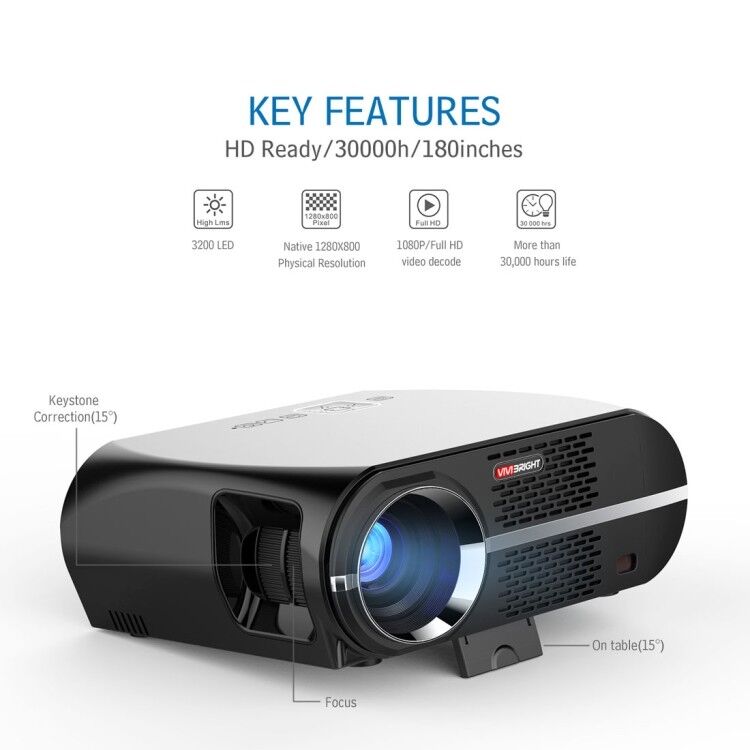 KEY FEATURES
HD Ready/30000h/180inches
High Lms
1280x800
Pixel
Full HD
30 000 hrs
3200 LED
Native 1280X800
Physical Resolution
1080P/Full HD
video decode
More than
30,000 hours life
Keystone
Correction(15°)
VIVIBRIGHT
On table(15°)
Focus